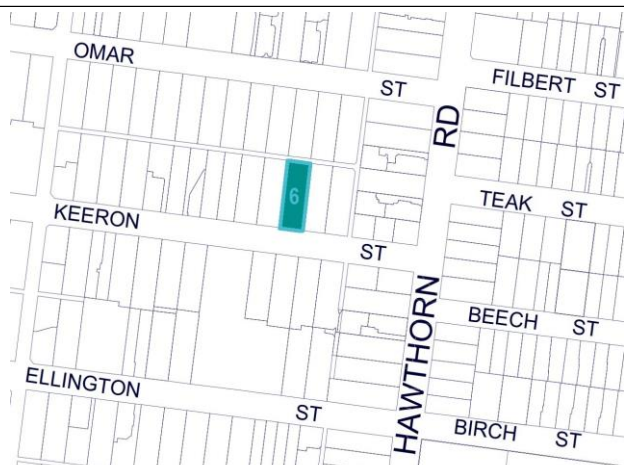 OMAR ST
FILBERT ST
RD
6
TEAK ST
KEERON ST
HAWTHORN
BEECH ST
ELLINGTON ST
BIRCH ST